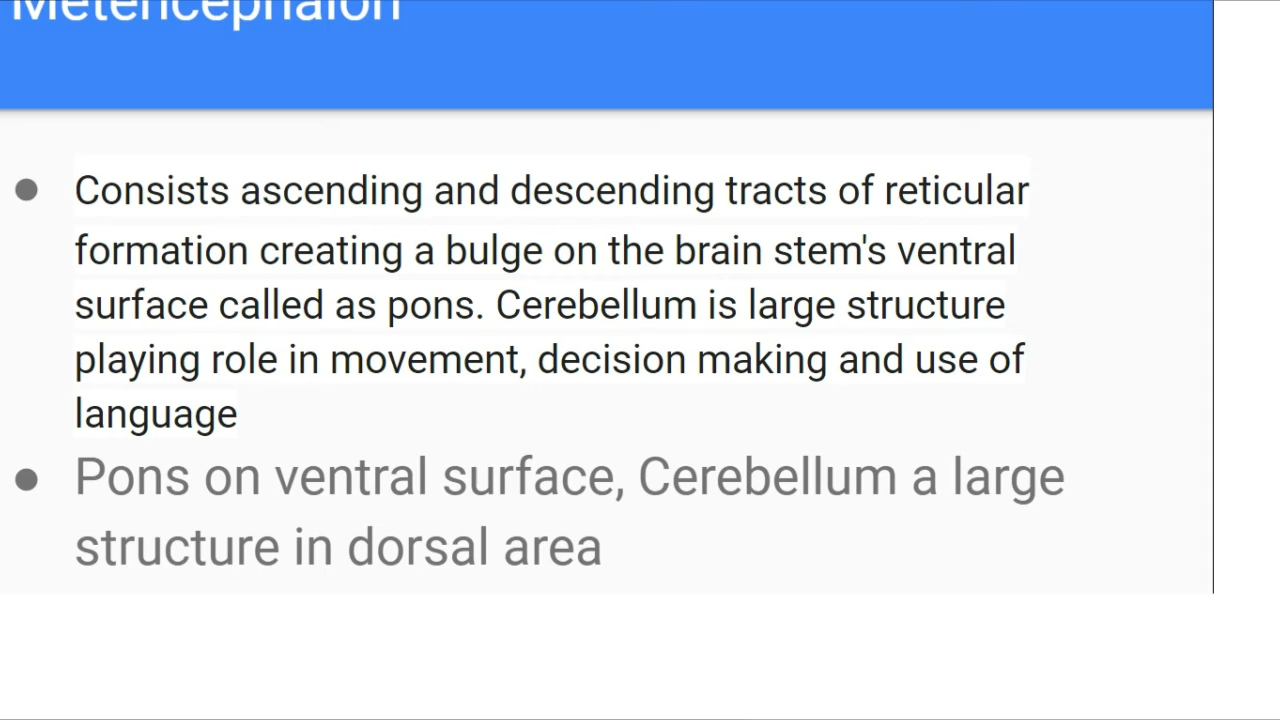 Metencephalon
Consists ascending and descending tracts of reticular
formation creating a bulge on the brain stem's ventral
surface called as pons. Cerebellum is large structure
playing role in movement, decision making and use of
language
Pons on ventral surface, Cerebellum a large
structure in dorsal area